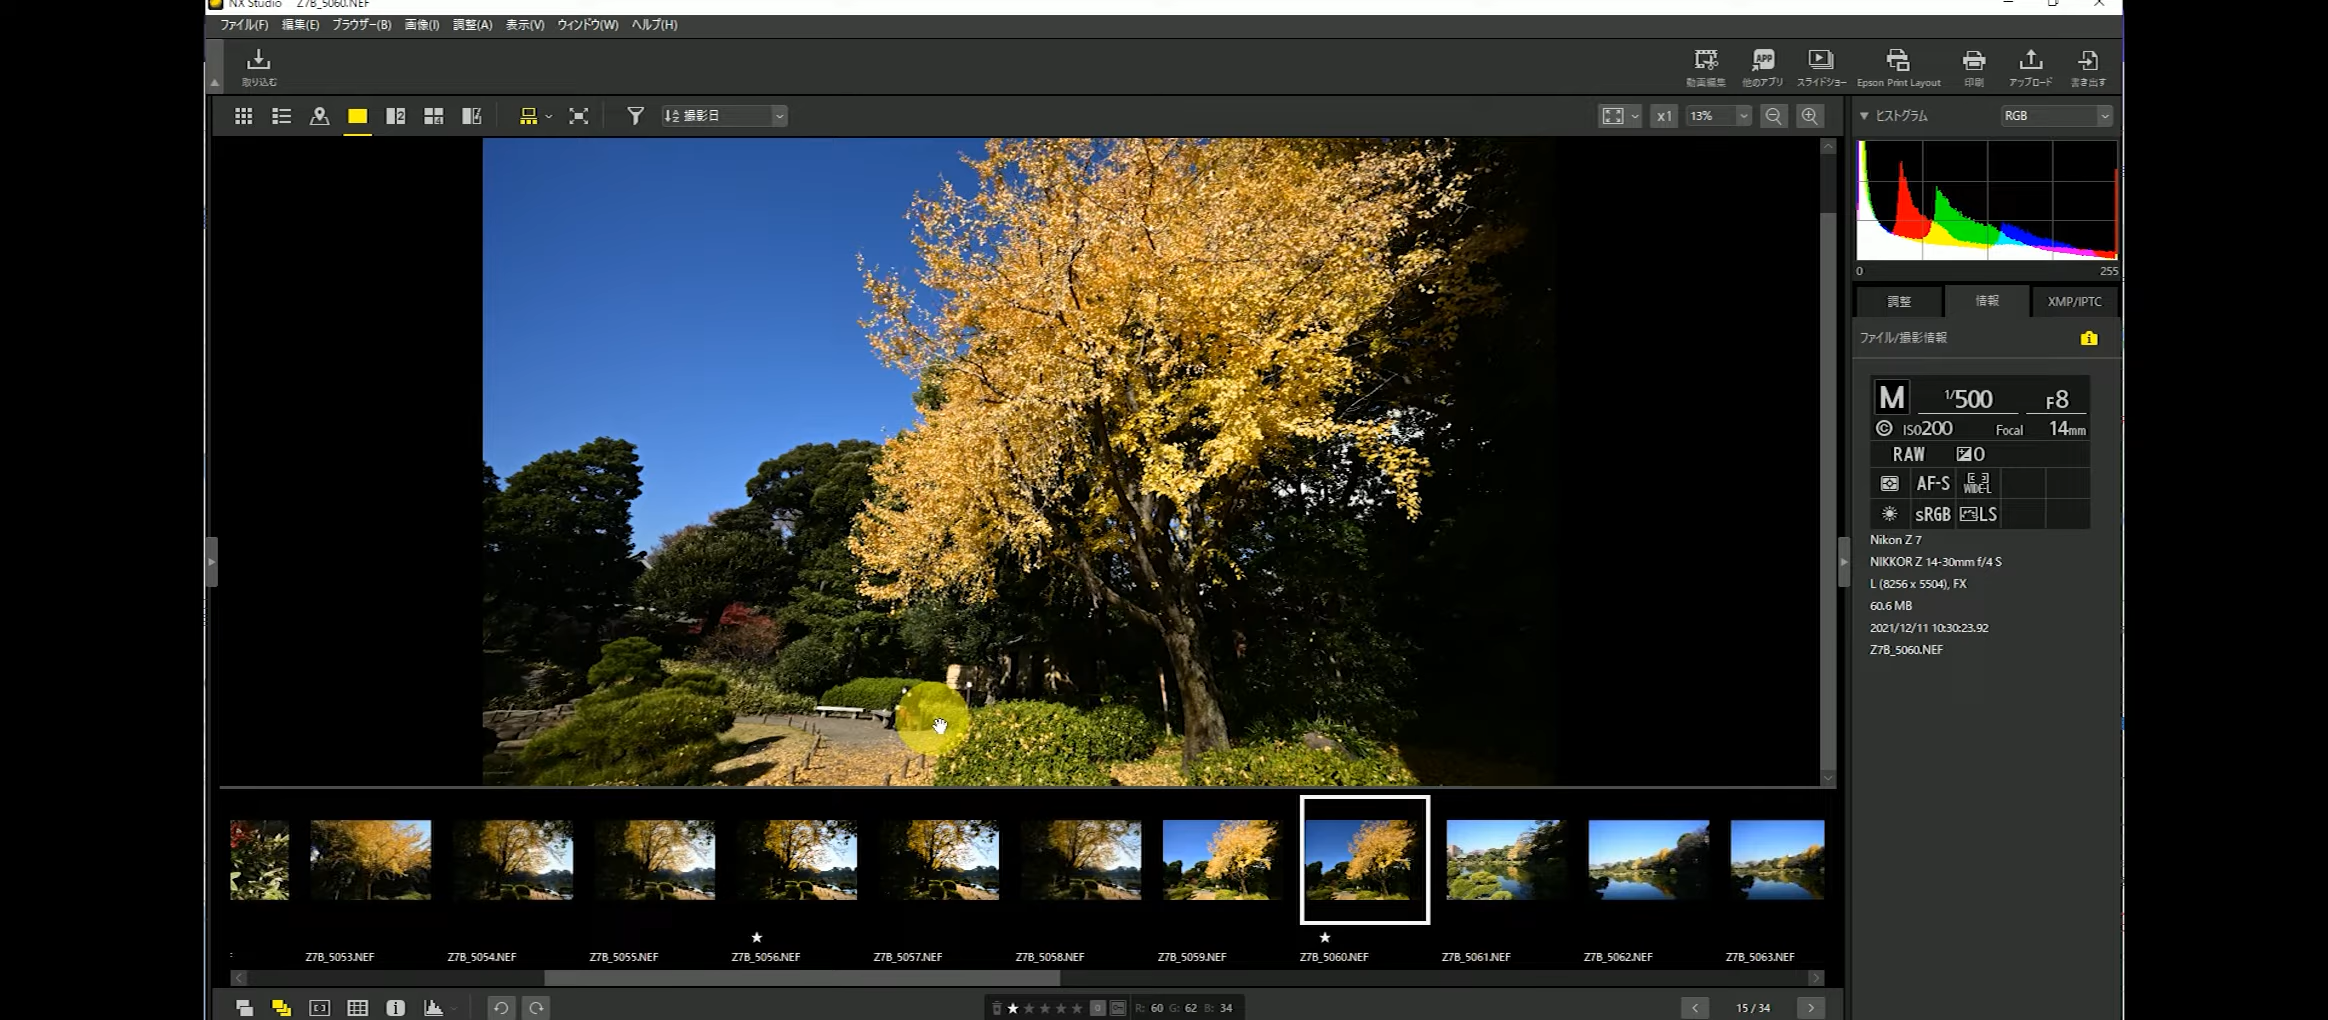 NX Studio Z7B_5060.NEF
ファイル(F) 編集(E) ブラウザー(B) 画像(I) 調整(A) 表示(V) ウィンドウ(W) ヘルプ(H)
取り込む
動画編集 他のアプリ スライドショー Epson Print Layout 印刷 アップロード 書き出す
撮影日
x1 13%
ヒストグラム RGB
0 255
調整 情報 XMP/IPTC
ファイル/撮影情報
M 1/500 F8
ISO200 Focal 14mm
RAW 0
AF-S WIDE-L
sRGB LS
Nikon Z 7
NIKKOR Z 14-30mm f/4 S
L (8256 x 5504), FX
60.6 MB
2021/12/11 10:30:23.92
Z7B_5060.NEF
Z7B_5053.NEF Z7B_5054.NEF Z7B_5055.NEF Z7B_5056.NEF Z7B_5057.NEF Z7B_5058.NEF Z7B_5059.NEF Z7B_5060.NEF Z7B_5061.NEF Z7B_5062.NEF Z7B_5063.NEF
R: 60 G: 62 B: 34
15 / 34